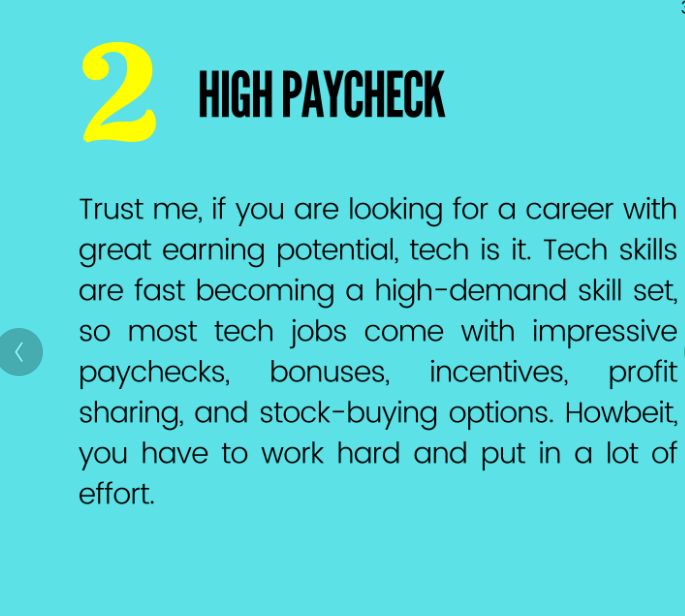 2 HIGH PAYCHECK
Trust me, if you are looking for a career with
great earning potential, tech is it. Tech skills
are fast becoming a high-demand skill set,
so most tech jobs come with impressive
paychecks, bonuses, incentives, profit
sharing, and stock-buying options. Howbeit,
you have to work hard and put in a lot of
effort.